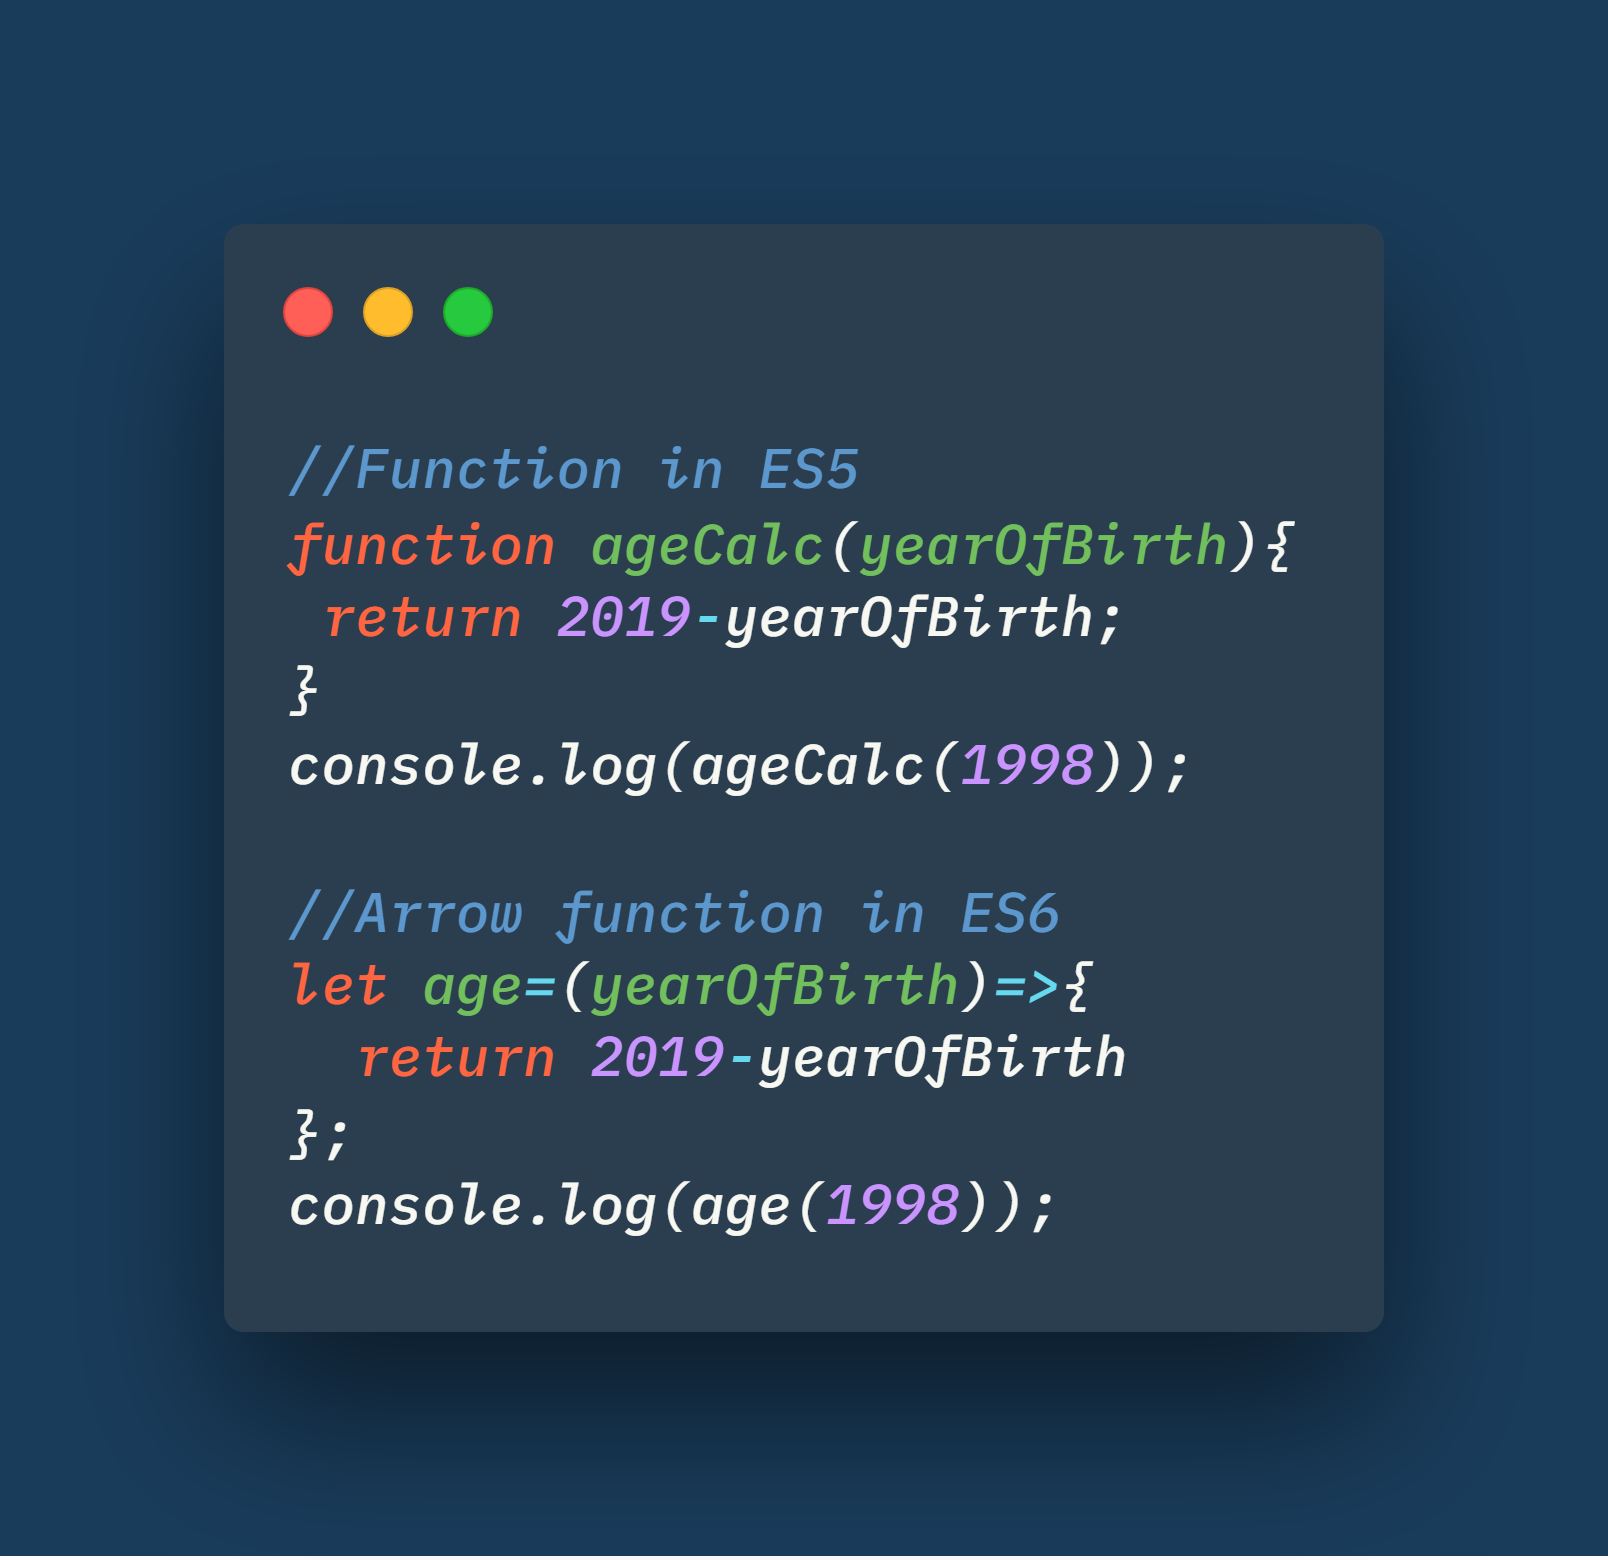 //Function in ES5
function ageCalc(yearOfBirth){
 return 2019-yearOfBirth;
}
console.log(ageCalc(1998));

//Arrow function in ES6
let age=(yearOfBirth)=>{
  return 2019-yearOfBirth
};
console.log(age(1998));